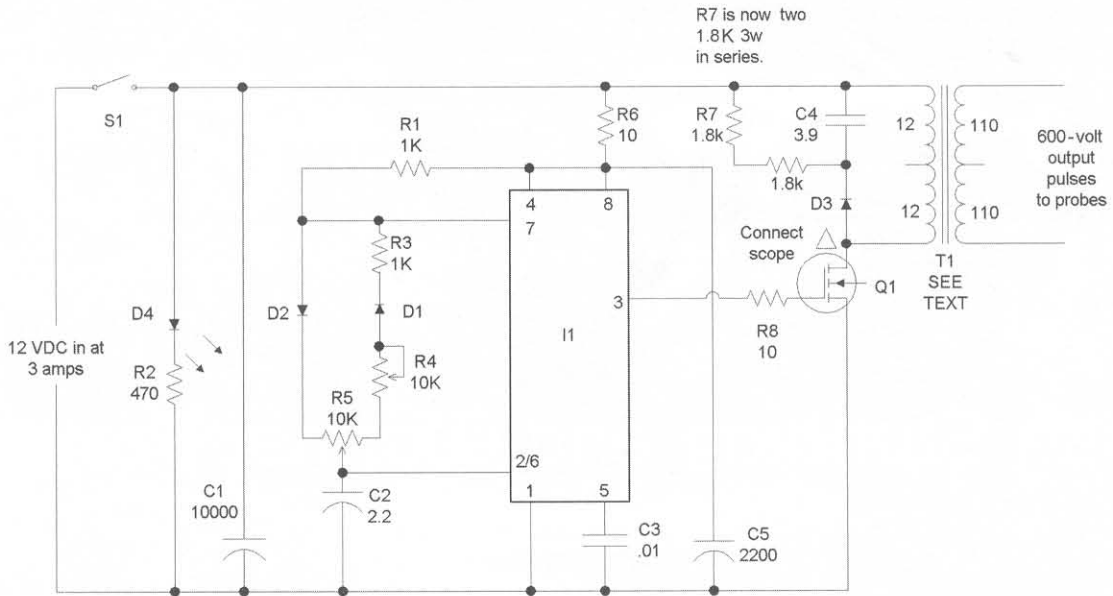 R7 is now two
1.8K 3w
in series.
S1
R1
1K
R6
10
R7
1.8k
C4
3.9
12
110
1.8k
600-volt
output
pulses
to probes
4
8
7
R3
1K
D3
12
110
Connect
scope
D2
D1
3
Q1
T1
SEE
TEXT
D4
I1
R8
10
12 VDC in at
3 amps
R4
10K
R2
470
R5
10K
2/6
C1
10000
C2
2.2
1
5
C3
.01
C5
2200